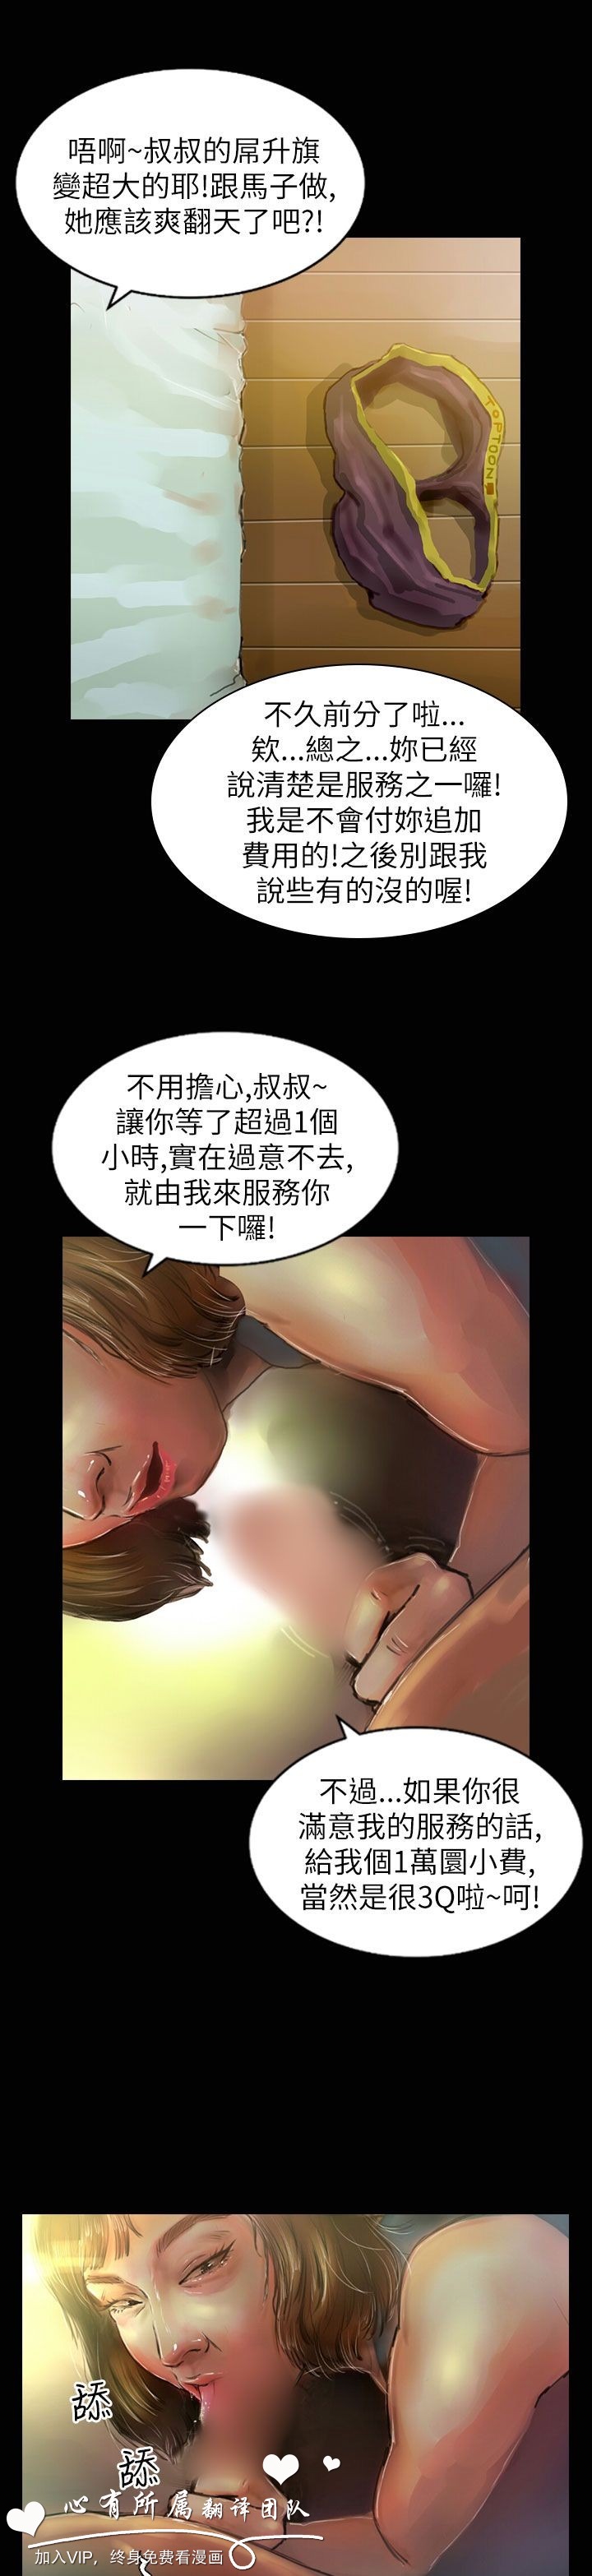 唔啊~叔叔的屌升旗
變超大的耶!跟馬子做,
她應該爽翻天了吧?!
TOPTOON
不久前分了啦...
欸...總之...妳已經
說清楚是服務之一囉!
我是不會付妳追加
費用的!之後別跟我
說些有的沒的喔!
不用擔心,叔叔~
讓你等了超過1個
小時,實在過意不去,
就由我來服務你
一下囉!
不過...如果你很
滿意我的服務的話,
給我個1萬圜小費,
當然是很3Q啦~呵!
舔
舔
心有所属翻译团队
加入VIP，终身免费看漫画